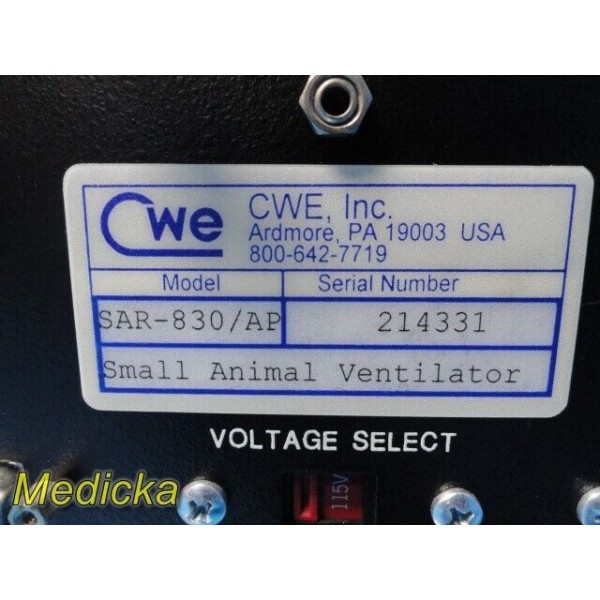 Cwe
CWE, Inc.
Ardmore, PA 19003 USA
800-642-7719
Model Serial Number
SAR-830/AP 214331
Small Animal Ventilator
VOLTAGE SELECT
115V
Medicka